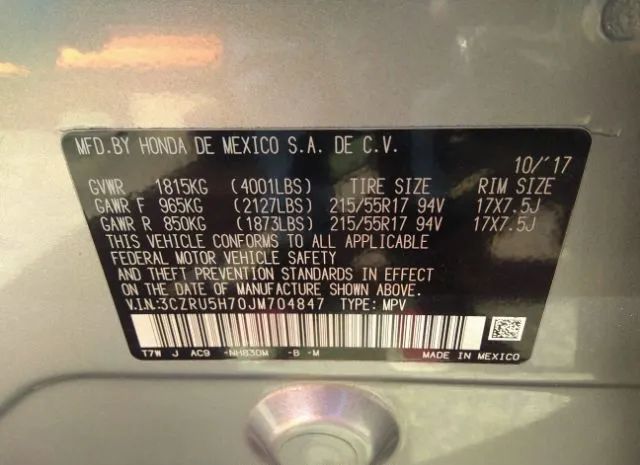 MFD.BY HONDA DE MEXICO S.A. DE C.V.
10/'17
GVWR 1815KG (4001LBS) TIRE SIZE RIM SIZE
GAWR F 965KG (2127LBS) 215/55R17 94V 17X7.5J
GAWR R 850KG (1873LBS) 215/55R17 94V 17X7.5J
THIS VEHICLE CONFORMS TO ALL APPLICABLE
FEDERAL MOTOR VEHICLE SAFETY
AND THEFT PREVENTION STANDARDS IN EFFECT
ON THE DATE OF MANUFACTURE SHOWN ABOVE.
V.I.N:3CZRU5H70JM704847 TYPE: MPV
T7W J AC9 -NH830M -B -M MADE IN MEXICO